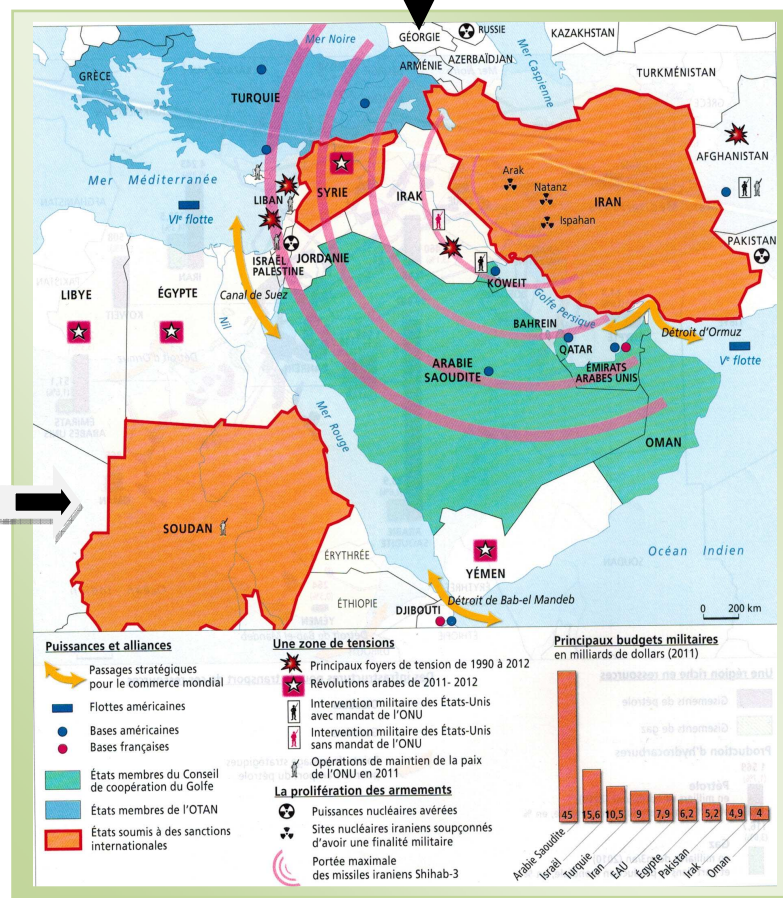 Mer Noire
GÉORGIE
RUSSIE
KAZAKHSTAN
GRÈCE
ARMÉNIE
AZERBAÏDJAN
Mer Caspienne
TURKMÉNISTAN
TURQUIE
AFGHANISTAN
Mer Méditerranée
VIe flotte
LIBAN
SYRIE
IRAK
Arak
Natanz
Ispahan
IRAN
PAKISTAN
ISRAËL
PALESTINE
JORDANIE
KOWEIT
LIBYE
ÉGYPTE
Canal de Suez
Nil
Golfe Persique
BAHREIN
QATAR
Détroit d'Ormuz
Ve flotte
ARABIE
SAOUDITE
ÉMIRATS
ARABES UNIS
Mer Rouge
OMAN
SOUDAN
ÉRYTHRÉE
YÉMEN
Océan Indien
ÉTHIOPIE
DJIBOUTI
Détroit de Bab-el Mandeb
0 200 km
Puissances et alliances
Passages stratégiques
pour le commerce mondial
Flottes américaines
Bases américaines
Bases françaises
États membres du Conseil
de coopération du Golfe
États membres de l'OTAN
États soumis à des sanctions
internationales
Une zone de tensions
Principaux foyers de tension de 1990 à 2012
Révolutions arabes de 2011- 2012
Intervention militaire des États-Unis
avec mandat de l'ONU
Intervention militaire des États-Unis
sans mandat de l'ONU
Opérations de maintien de la paix
de l'ONU en 2011
La prolifération des armements
Puissances nucléaires avérées
Sites nucléaires iraniens soupçonnés
d'avoir une finalité militaire
Portée maximale
des missiles iraniens Shihab-3
Principaux budgets militaires
en milliards de dollars (2011)
45 15,6 10,5 9 7,9 6,2 5,2 4,9 4
Arabie Saoudite
Israël
Turquie
Iran
EAU
Égypte
Pakistan
Irak
Oman